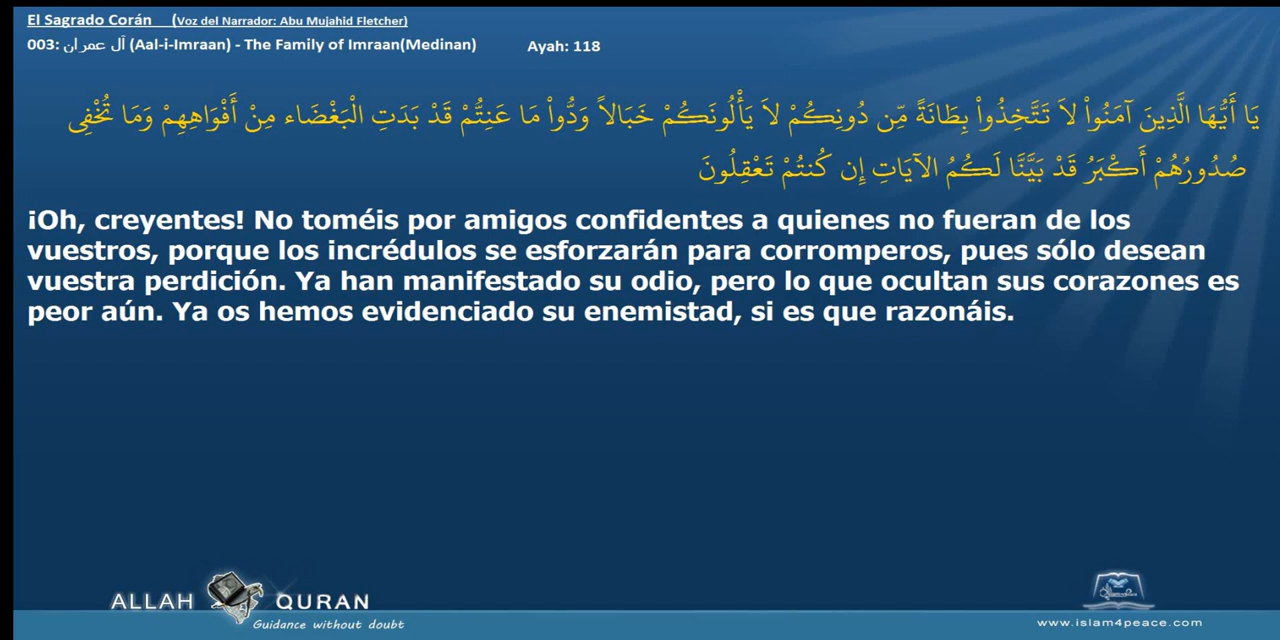 El Sagrado Corán (Voz del Narrador: Abu Mujahid Fletcher)
003: آل عمران (Aal-i-Imraan) - The Family of Imraan(Medinan) Ayah: 118
يَا أَيُّهَا الَّذِينَ آمَنُواْ لاَ تَتَّخِذُواْ بِطَانَةً مِّن دُونِكُمْ لاَ يَأْلُونَكُمْ خَبَالاً وَدُّواْ مَا عَنِتُّمْ قَدْ بَدَتِ الْبَغْضَاء مِنْ أَفْوَاهِهِمْ وَمَا تُخْفِي
صُدُورُهُمْ أَكْبَرُ قَدْ بَيَّنَّا لَكُمُ الآيَاتِ إِن كُنتُمْ تَعْقِلُونَ
¡Oh, creyentes! No toméis por amigos confidentes a quienes no fueran de los
vuestros, porque los incrédulos se esforzarán para corromperos, pues sólo desean
vuestra perdición. Ya han manifestado su odio, pero lo que ocultan sus corazones es
peor aún. Ya os hemos evidenciado su enemistad, si es que razonáis.
ALLAH QURAN
Guidance without doubt
www.islam4peace.com